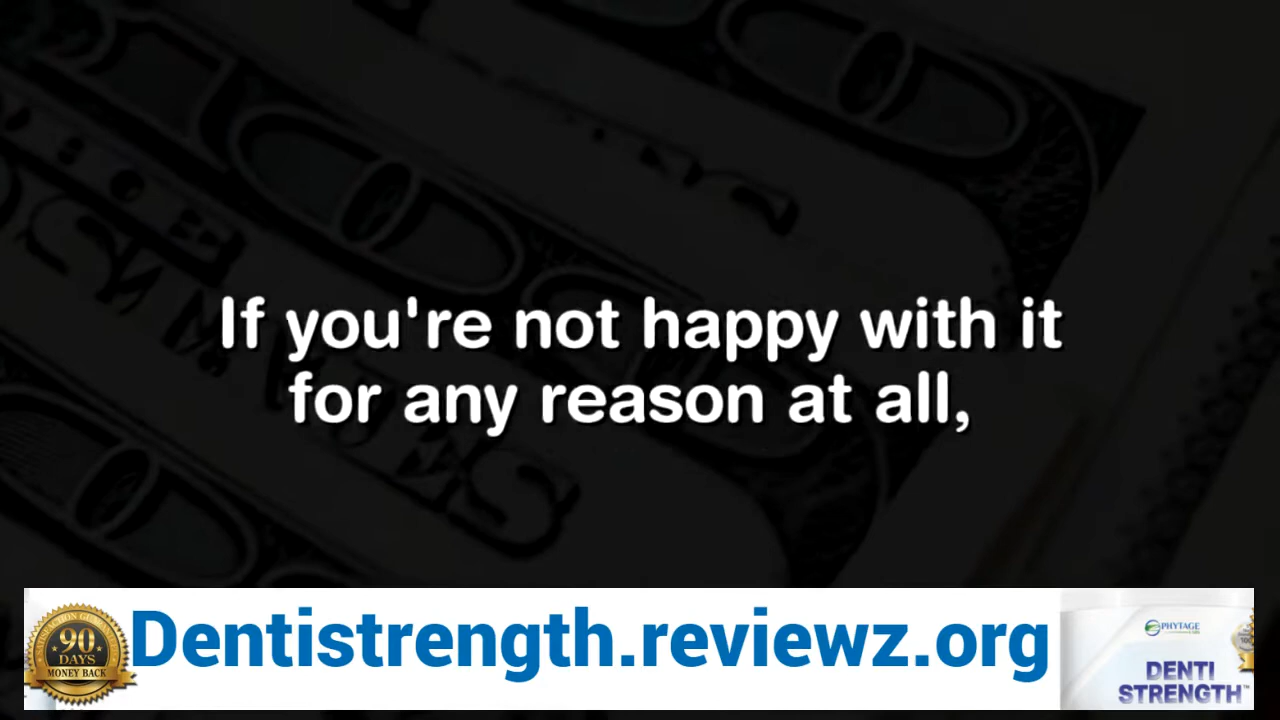 If you're not happy with it
for any reason at all,
90
DAYS
MONEY BACK
Dentistrength.reviewz.org
PHYTAGE
DENTI
STRENGTH™